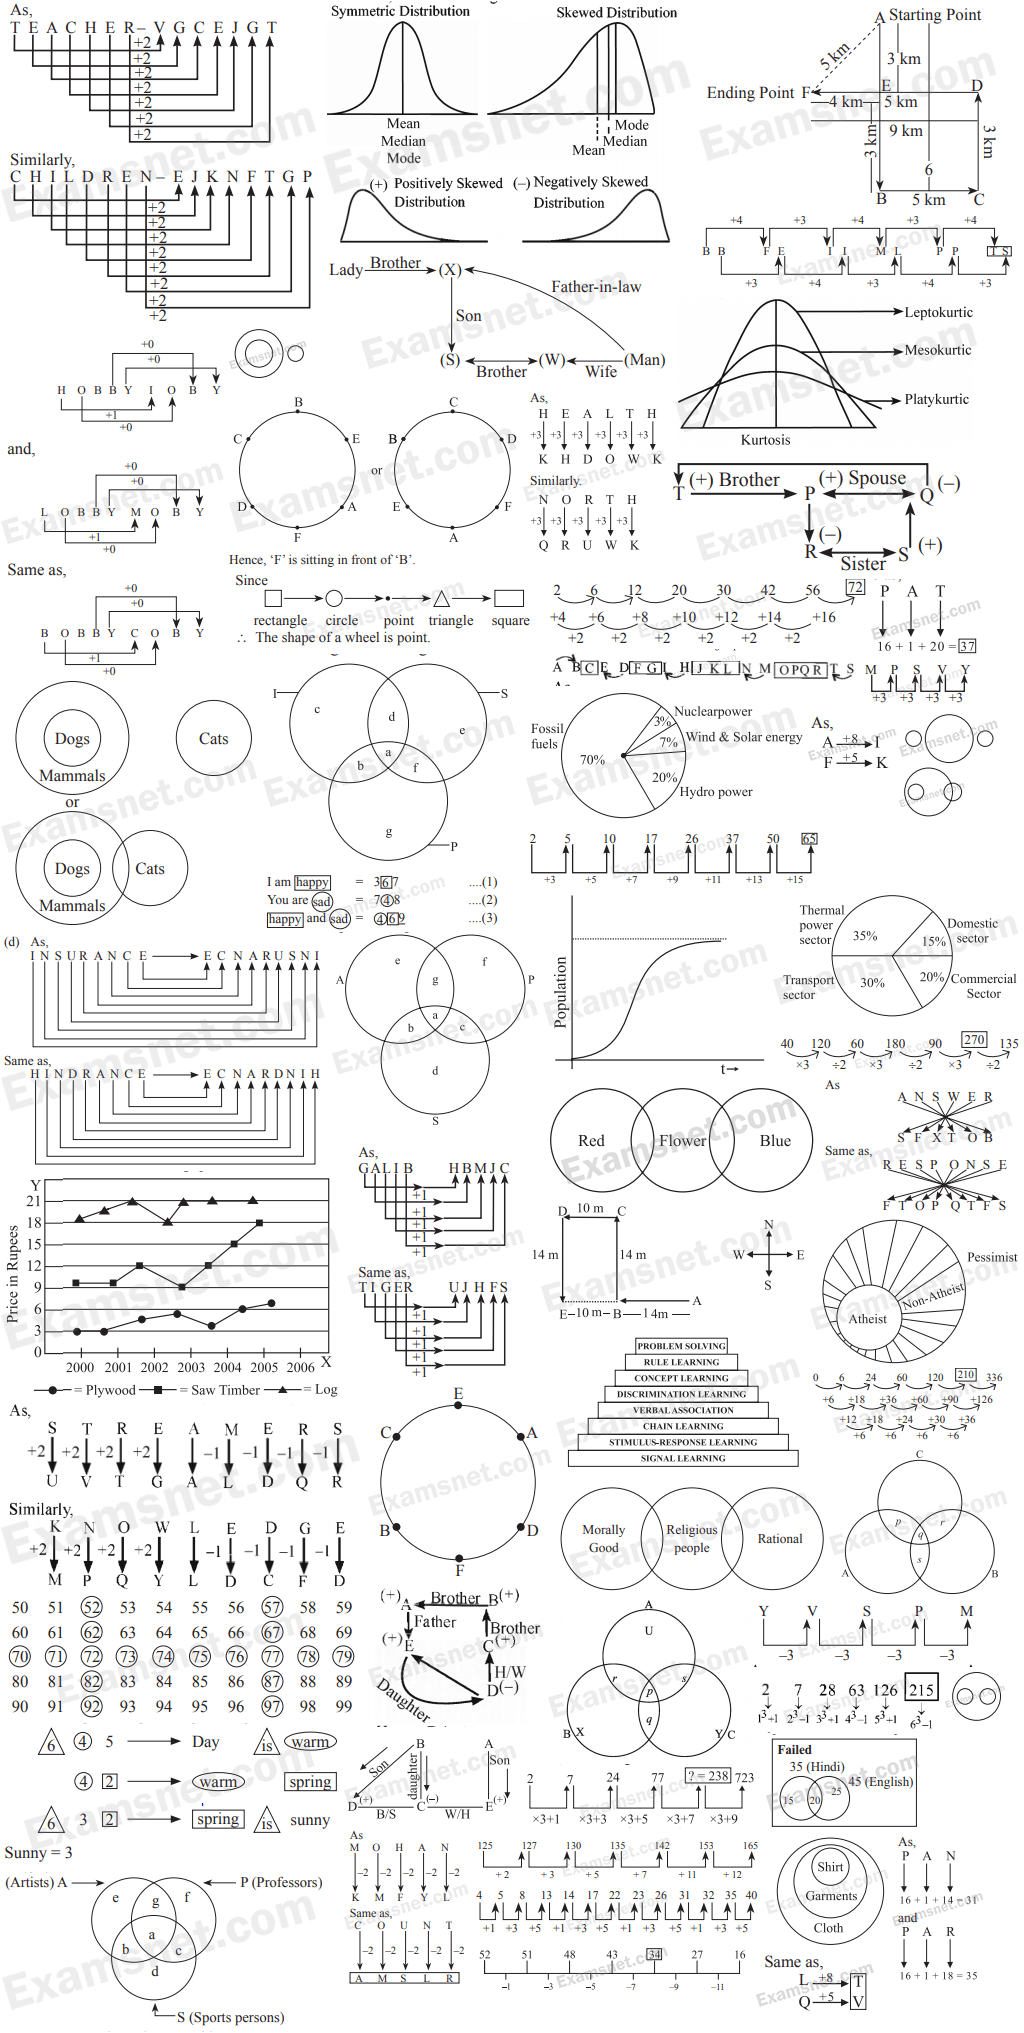 As,
T E A C H E R – V G C E J G T
+2
+2
+2
+2
+2
+2
+2
Similarly,
C H I L D R E N – E J K N F T G P
+2
+2
+2
+2
+2
+2
+2
+2
+0
+0
H O B B Y I O B Y
+1
+0
and,
+0
+0
L O B B Y M O B Y
+1
+0
Same as,
+0
+0
B O B B Y C O B Y
+1
+0
Dogs
Mammals
Cats
or
Dogs
Mammals
Cats
(d) As,
I N S U R A N C E E C N A R U S N I
Same as,
H I N D R A N C E E C N A R D N I H
Y
Price in Rupees
21
18
15
12
9
6
3
0
2000 2001 2002 2003 2004 2005 2006 X
= Plywood = Saw Timber = Log
As,
S T R E A M E R S
+2 +2 +2 +2 –1 –1 –1 –1
U V T G A L D Q R
Similarly,
K N O W L E D G E
+2 +2 +2 +2 –1 –1 –1 –1
M P Q Y L D C F D
50 51 52 53 54 55 56 57 58 59
60 61 62 63 64 65 66 67 68 69
70 71 72 73 74 75 76 77 78 79
80 81 82 83 84 85 86 87 88 89
90 91 92 93 94 95 96 97 98 99
6 4 5 Day is warm
4 2 warm spring
6 3 2 spring is sunny
Sunny = 3
(Artists) A
P (Professors)
e g f
a
b c
d
S (Sports persons)
Symmetric Distribution
Mean
Median
Mode
Skewed Distribution
Mode
Median
Mean
(+) Positively Skewed
Distribution
(–) Negatively Skewed
Distribution
Lady Brother (X)
Father-in-law
Son
(S) (W) (Man)
Brother Wife
B
C E
D A
F
or
C
B D
E F
A
Hence, ‘F’ is sitting in front of ‘B’.
Since
rectangle circle point triangle square
∴ The shape of a wheel is point.
I S
c
d
e
a
b f
g
P
I am happy = 3 6 7 ....(1)
You are sad = 7 4 8 ....(2)
happy and sad = 4 6 9 ....(3)
e f
A g P
a
b c
d
S
As,
G A L I B H B M J C
+1
+1
+1
+1
+1
Same as,
T I G E R U J H F S
+1
+1
+1
+1
+1
E
C A
B D
F
(+) Brother (+)
A B
Father Brother
(+) (+)
E C
H/W
D (–)
Daughter
B A
Son daughter Son
(+) (–) (+)
D C E
B/S W/H
As
M O H A N
–2 –2 –2 –2 –2
K M F Y L
Same as,
C O U N T
–2 –2 –2 –2 –2
A M S L R
As,
H E A L T H
+3 +3 +3 +3 +3 +3
K H D O W K
Similarly.
N O R T H
+3 +3 +3 +3 +3
Q R U W K
2 6 12 20 30 42 56 72
+4 +6 +8 +10 +12 +14 +16
+2 +2 +2 +2 +2 +2
A B C E D F G I H J K L N M O P Q R T S
Fossil
fuels
70%
Nuclearpower
3%
Wind & Solar energy
7%
20%
Hydro power
2 5 10 17 26 37 50 65
+3 +5 +7 +9 +11 +13 +15
Population
t
Red Flower Blue
D 10 m C
14 m 14 m
E 10 m B 14m A
N
W E
S
PROBLEM SOLVING
RULE LEARNING
CONCEPT LEARNING
DISCRIMINATION LEARNING
VERBAL ASSOCIATION
CHAIN LEARNING
STIMULUS-RESPONSE LEARNING
SIGNAL LEARNING
Morally
Good
Religious
people
Rational
A
U
r s
p
q
B X Y C
2 7 24 77 ? = 238 723
×3+1 ×3+3 ×3+5 ×3+7 ×3+9
125 127 130 135 142 153 165
+2 +3 +5 +7 +11 +12
4 5 8 13 14 17 22 23 26 31 32 35 40
+1 +3 +5 +1 +3 +5 +1 +3 +5 +1 +3 +5
52 51 48 43 34 27 16
–1 –3 –5 –7 –9 –11
A Starting Point
5 km
3 km
Ending Point F E D
4 km 5 km
9 km
3 km 3 km
6
B 5 km C
+4 +3 +4 +3 +4
B B F E I I M L P P T S
+3 +4 +3 +4 +3
Leptokurtic
Mesokurtic
Platykurtic
Kurtosis
T (+) Brother P (+) Spouse Q (–)
(–)
R S (+)
Sister
P A T
16 + 1 + 20 = 37
M P S V Y
+3 +3 +3 +3
As,
A +8 I
F +5 K
Thermal
power
sector
35%
Domestic
sector
15%
Transport
sector
30%
20% Commercial
Sector
40 120 60 180 90 270 135
×3 ÷2 ×3 ÷2 ×3 ÷2
As
A N S W E R
S F X T O B
Same as,
R E S P O N S E
F T O P Q T F S
Pessimist
Non-Atheist
Atheist
0 6 24 60 120 210 336
+6 +18 +36 +60 +90 +126
+12 +18 +24 +30 +36
+6 +6 +6 +6
C
p r
q
s
A B
Y V S P M
–3 –3 –3 –3
2 7 28 63 126 215
1³+1 2³–1 3³+1 4³–1 5³+1 6³–1
Failed
35 (Hindi)
45 (English)
15 20 25
Shirt
Garments
Cloth
As,
P A N
16 + 1 + 14 = 31
and
P A R
16 + 1 + 18 = 35
Same as,
L +8 T
Q +5 V
Examsnet.com